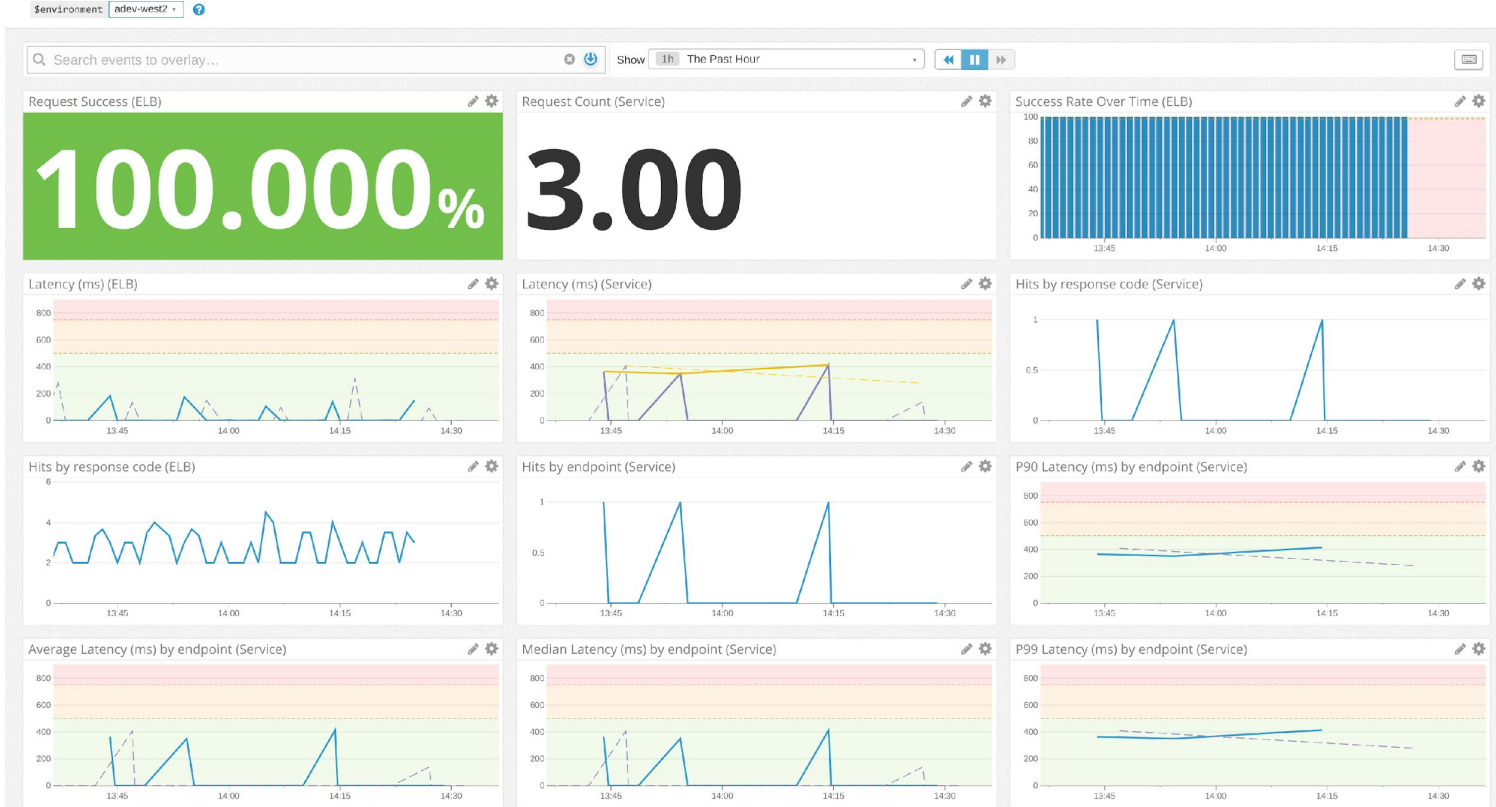 $environment adev-west2
Search events to overlay...
Show 1h The Past Hour
Request Success (ELB)
100.000%
Request Count (Service)
3.00
Success Rate Over Time (ELB)
100
80
60
40
20
0
13:45 14:00 14:15 14:30
Latency (ms) (ELB)
800
600
400
200
0
13:45 14:00 14:15 14:30
Latency (ms) (Service)
800
600
400
200
0
13:45 14:00 14:15 14:30
Hits by response code (Service)
1
0.5
0
13:45 14:00 14:15 14:30
Hits by response code (ELB)
6
4
2
0
13:45 14:00 14:15 14:30
Hits by endpoint (Service)
1
0.5
0
13:45 14:00 14:15 14:30
P90 Latency (ms) by endpoint (Service)
800
600
400
200
0
13:45 14:00 14:15 14:30
Average Latency (ms) by endpoint (Service)
800
600
400
200
0
13:45 14:00 14:15 14:30
Median Latency (ms) by endpoint (Service)
800
600
400
200
0
13:45 14:00 14:15 14:30
P99 Latency (ms) by endpoint (Service)
800
600
400
200
0
13:45 14:00 14:15 14:30